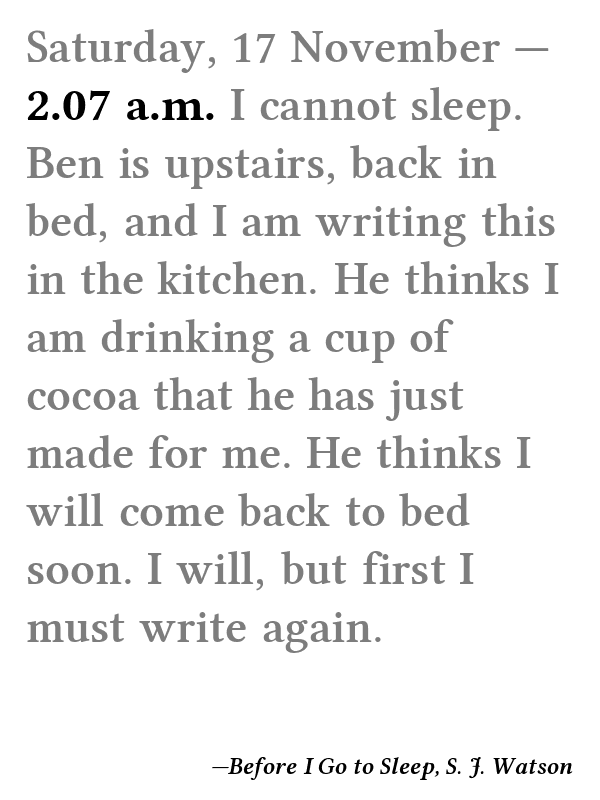 Saturday, 17 November —
2.07 a.m. I cannot sleep.
Ben is upstairs, back in
bed, and I am writing this
in the kitchen. He thinks I
am drinking a cup of
cocoa that he has just
made for me. He thinks I
will come back to bed
soon. I will, but first I
must write again.
—Before I Go to Sleep, S. J. Watson